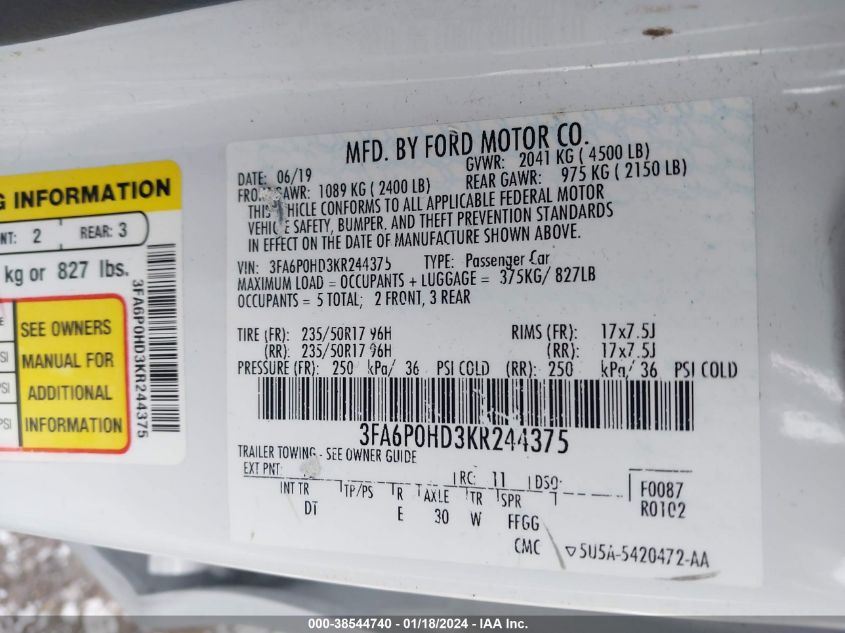 G INFORMATION
NT: 2 REAR: 3
kg or 827 lbs.
SEE OWNERS
MANUAL FOR
ADDITIONAL
INFORMATION
PSI
PSI
3FA6P0HD3KR244375
MFD. BY FORD MOTOR CO.
DATE: 06/19 GVWR: 2041 KG ( 4500 LB)
GAWR: 1089 KG ( 2400 LB) REAR GAWR: 975 KG ( 2150 LB)
THIS VEHICLE CONFORMS TO ALL APPLICABLE FEDERAL MOTOR
VEHICLE SAFETY, BUMPER, AND THEFT PREVENTION STANDARDS
IN EFFECT ON THE DATE OF MANUFACTURE SHOWN ABOVE.
VIN: 3FA6P0HD3KR244375 TYPE: Passenger Car
MAXIMUM LOAD = OCCUPANTS + LUGGAGE = 375KG/ 827LB
OCCUPANTS = 5 TOTAL; 2 FRONT, 3 REAR
TIRE (FR): 235/50R17 96H RIMS (FR): 17x7.5J
(RR): 235/50R17 96H (RR): 17x7.5J
PRESSURE (FR): 250 kPa/ 36 PSI COLD (RR): 250 kPa/ 36 PSI COLD
3FA6P0HD3KR244375
TRAILER TOWING - SEE OWNER GUIDE
EXT PNT: RC: 11 DSO:
INT TR TP/PS R AXLE TR SPR
DT E 30 W FFGG
F0087
R0102
CMC ▽5U5A-5420472-AA
000-38544740 - 01/18/2024 - IAA Inc.